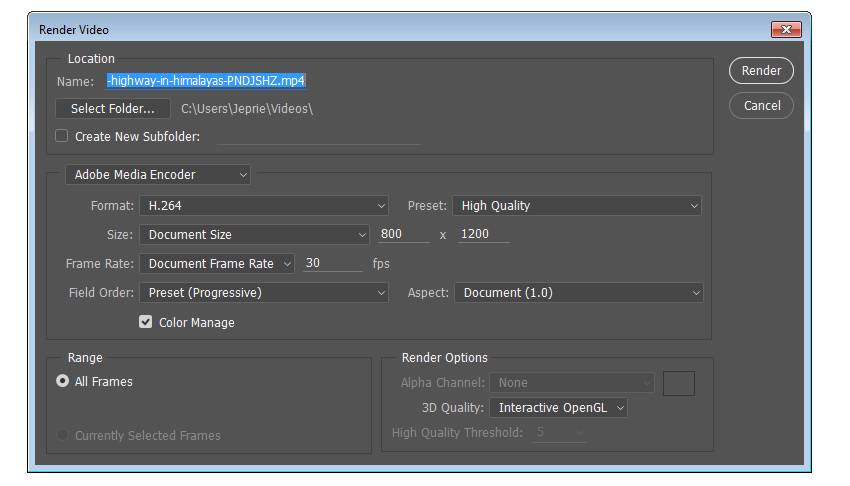 Render Video
Location
Name: -highway-in-himalayas-PNDJSHZ.mp4
Render
Select Folder... C:\Users\Jeprie\Videos\
Cancel
Create New Subfolder:
Adobe Media Encoder
Format: H.264 Preset: High Quality
Size: Document Size 800 x 1200
Frame Rate: Document Frame Rate 30 fps
Field Order: Preset (Progressive) Aspect: Document (1.0)
Color Manage
Range
All Frames
Currently Selected Frames
Render Options
Alpha Channel: None
3D Quality: Interactive OpenGL
High Quality Threshold: 5